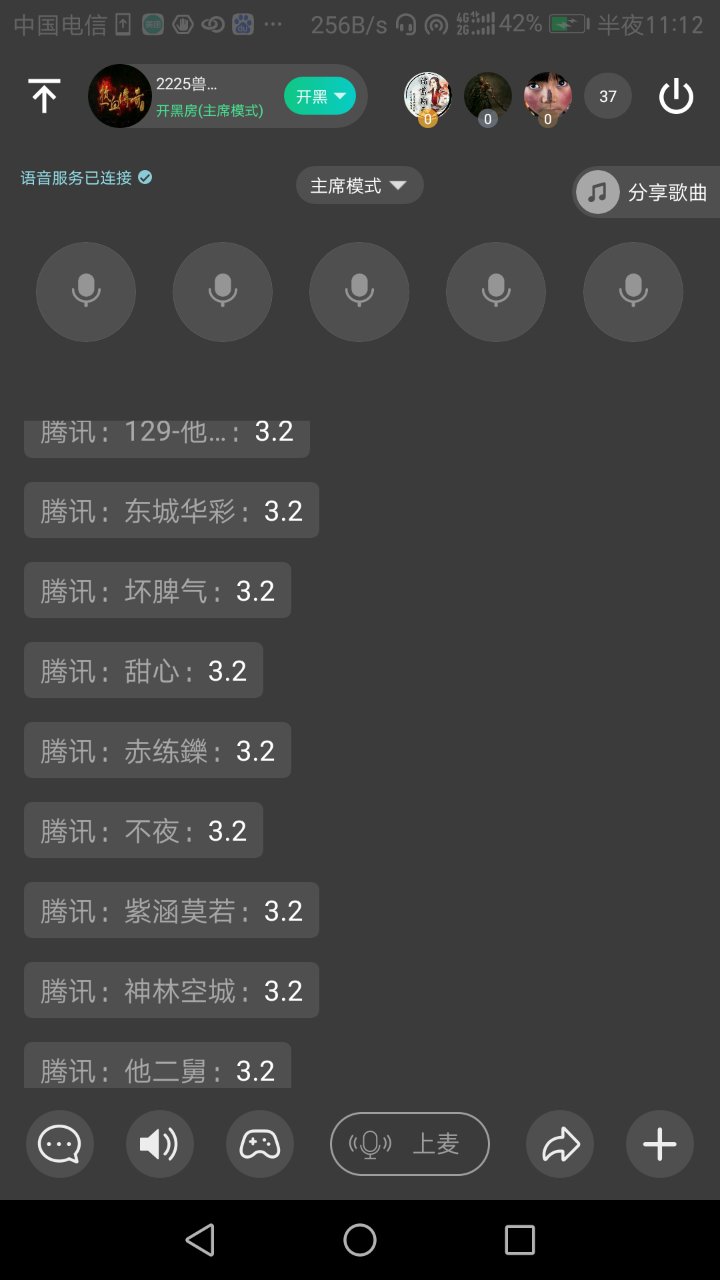 中国电信 256B/s 4G 2G 42% 半夜11:12
2225兽...
开黑房(主席模式)
开黑
0 0 0
37
语音服务已连接
主席模式
分享歌曲
腾讯： 129-他...： 3.2
腾讯： 东城华彩： 3.2
腾讯： 坏脾气： 3.2
腾讯： 甜心： 3.2
腾讯： 赤练鑠： 3.2
腾讯： 不夜： 3.2
腾讯： 紫涵莫若： 3.2
腾讯： 神林空城： 3.2
腾讯： 他二舅： 3.2
上麦